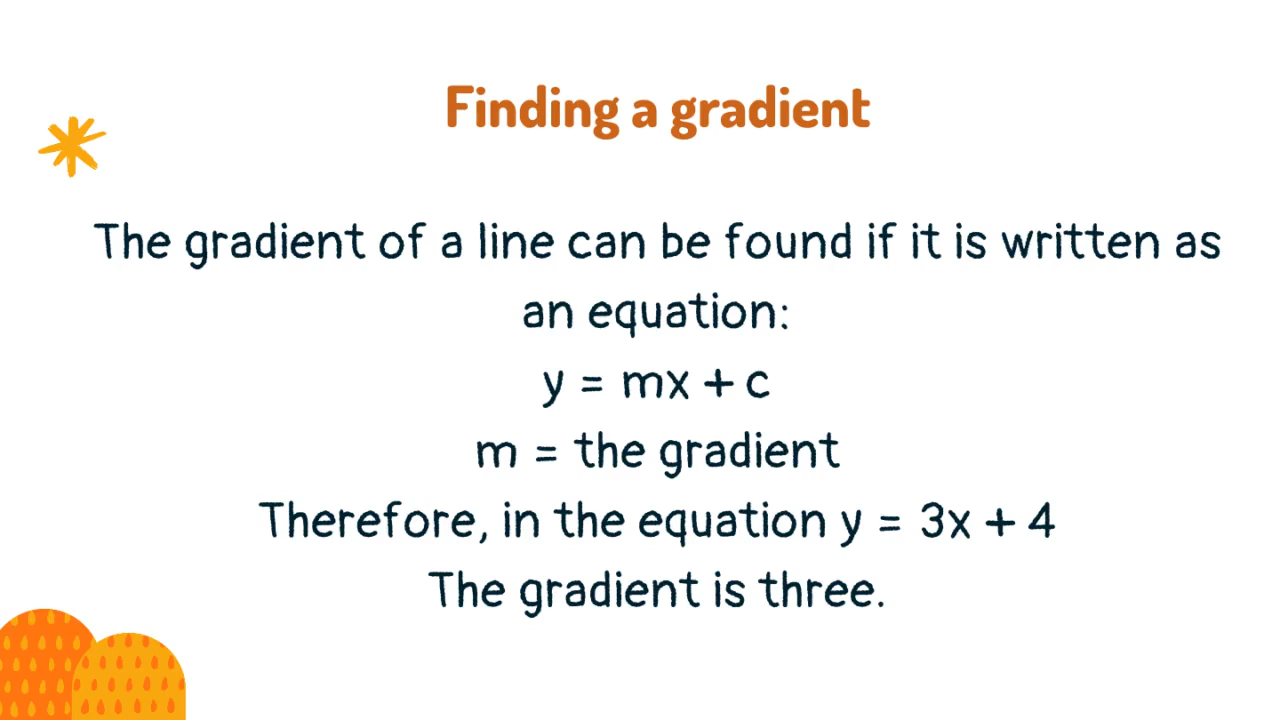 Finding a gradient
The gradient of a line can be found if it is written as
an equation:
y = mx + c
m = the gradient
Therefore, in the equation y = 3x + 4
The gradient is three.